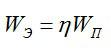 W_Э = ηW_П